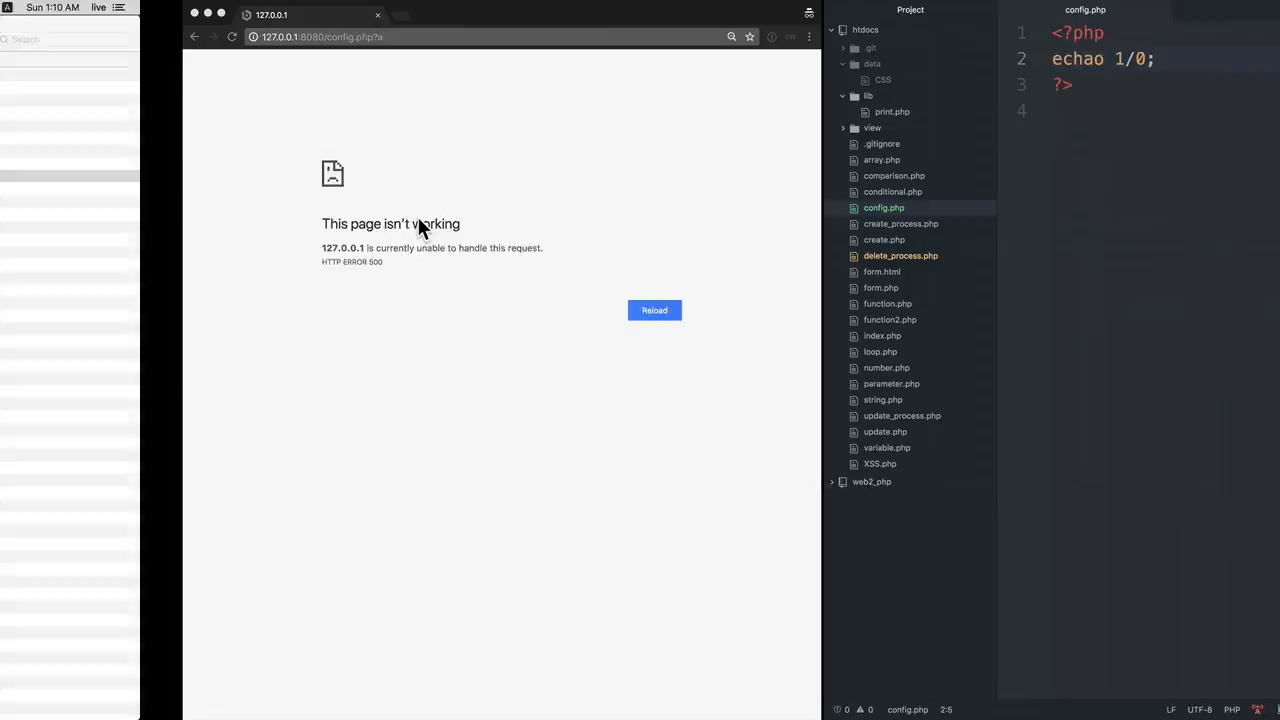 Sun 1:10 AM live
Search
127.0.0.1
127.0.0.1:8080/config.php?a
This page isn't working
127.0.0.1 is currently unable to handle this request.
HTTP ERROR 500
Reload
Project
htdocs
.git
data
CSS
lib
print.php
view
.gitignore
array.php
comparison.php
conditional.php
config.php
create_process.php
create.php
delete_process.php
form.html
form.php
function.php
function2.php
index.php
loop.php
number.php
parameter.php
string.php
update_process.php
update.php
variable.php
XSS.php
web2_php
config.php
1 <?php
2 echao 1/0;
3 ?>
4
0 0 config.php 2:5
LF UTF-8 PHP